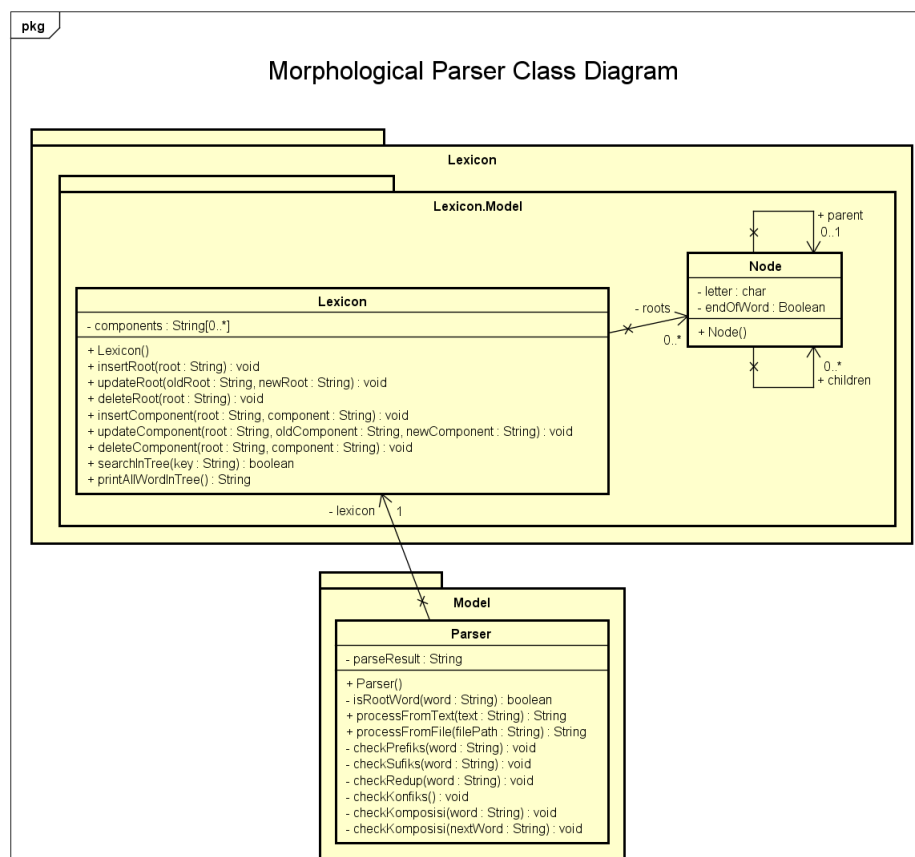 pkg
Morphological Parser Class Diagram
Lexicon
Lexicon.Model
+ parent
0..1
Node
- letter : char
- endOfWord : Boolean
+ Node()
0..*
+ children
- roots
0..*
Lexicon
- components : String[0..*]
+ Lexicon()
+ insertRoot(root : String) : void
+ updateRoot(oldRoot : String, newRoot : String) : void
+ deleteRoot(root : String) : void
+ insertComponent(root : String, component : String) : void
+ updateComponent(root : String, oldComponent : String, newComponent : String) : void
+ deleteComponent(root : String, component : String) : void
+ searchInTree(key : String) : boolean
+ printAllWordInTree() : String
- lexicon 1
Model
Parser
- parseResult : String
+ Parser()
- isRootWord(word : String) : boolean
+ processFromText(text : String) : String
+ processFromFile(filePath : String) : String
- checkPrefiks(word : String) : void
- checkSufiks(word : String) : void
- checkRedup(word : String) : void
- checkKonfiks() : void
- checkKomposisi(word : String) : void
- checkKomposisi(nextWord : String) : void